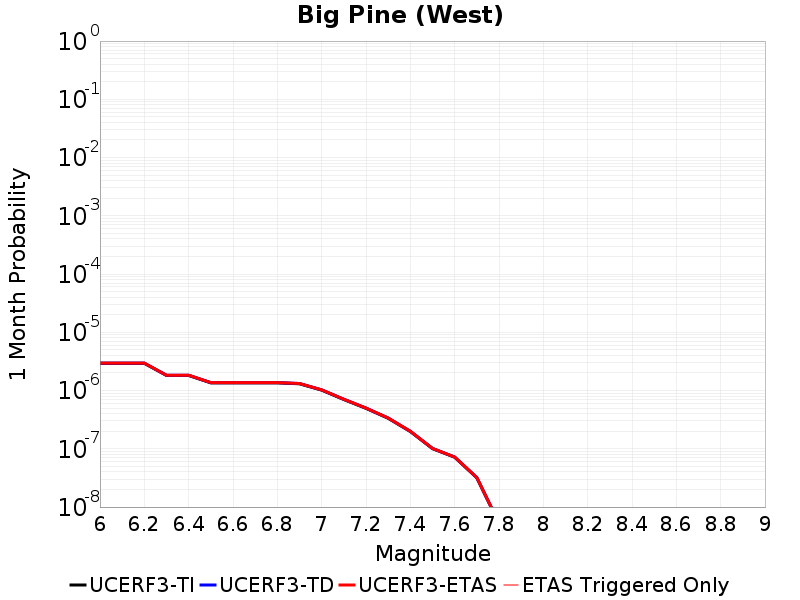 Big Pine (West)
1 Month Probability
10^0
10^-1
10^-2
10^-3
10^-4
10^-5
10^-6
10^-7
10^-8
6 6.2 6.4 6.6 6.8 7 7.2 7.4 7.6 7.8 8 8.2 8.4 8.6 8.8 9
Magnitude
UCERF3-TI UCERF3-TD UCERF3-ETAS ETAS Triggered Only